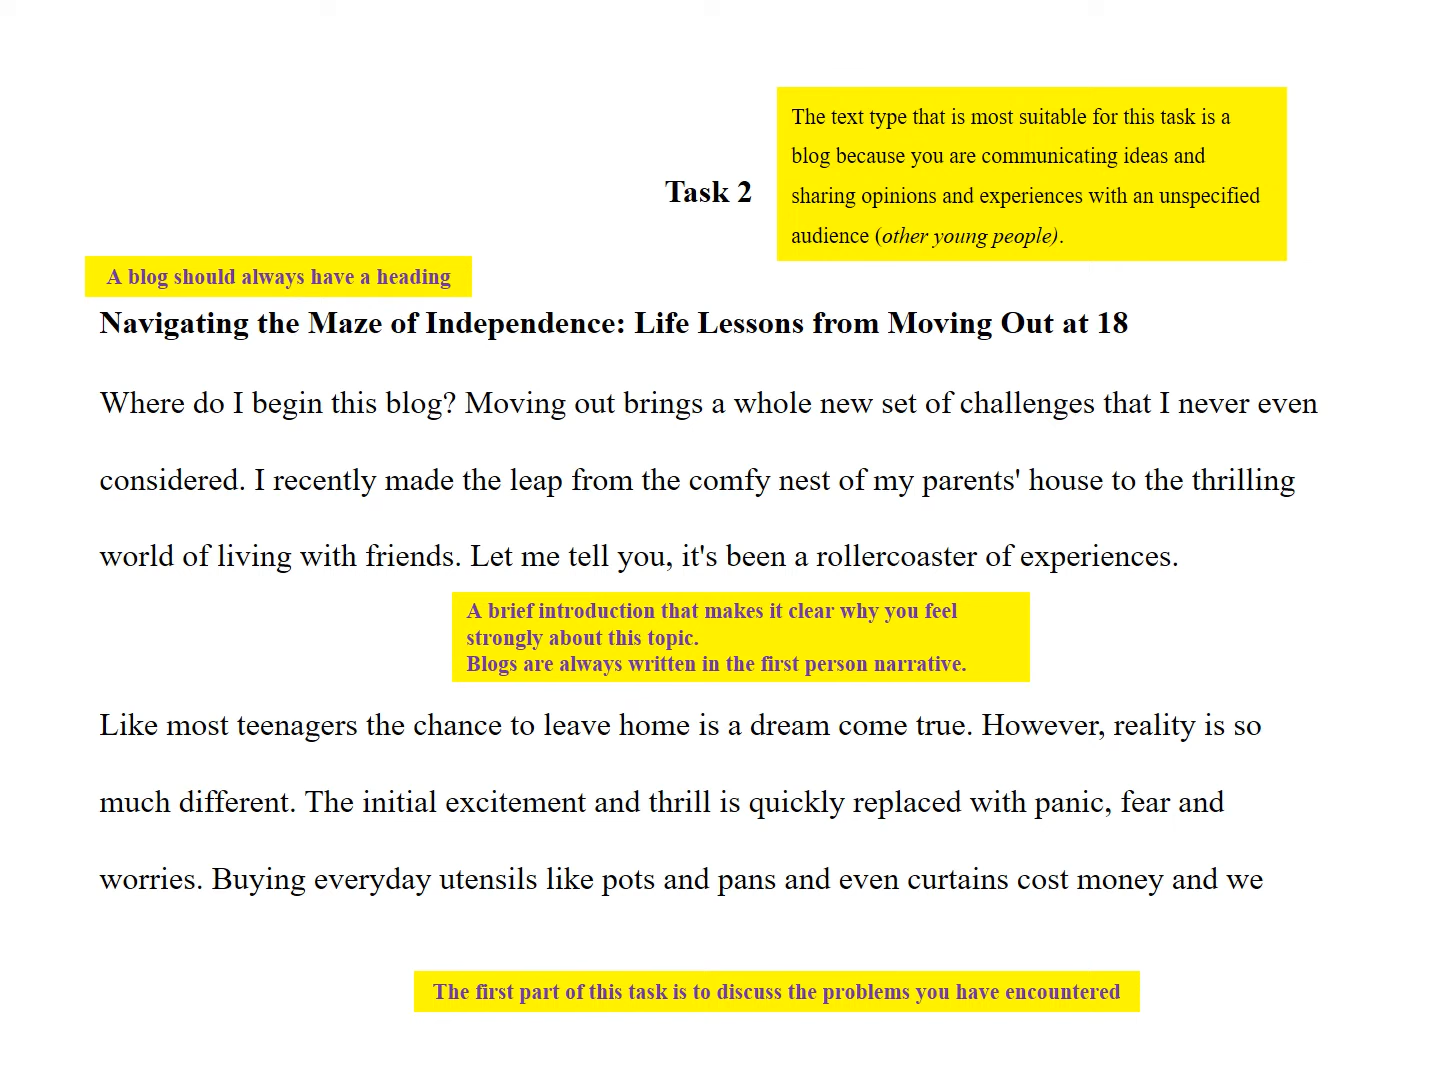 The text type that is most suitable for this task is a
blog because you are communicating ideas and
sharing opinions and experiences with an unspecified
audience (other young people).
Task 2
A blog should always have a heading
Navigating the Maze of Independence: Life Lessons from Moving Out at 18
Where do I begin this blog? Moving out brings a whole new set of challenges that I never even
considered. I recently made the leap from the comfy nest of my parents' house to the thrilling
world of living with friends. Let me tell you, it's been a rollercoaster of experiences.
A brief introduction that makes it clear why you feel
strongly about this topic.
Blogs are always written in the first person narrative.
Like most teenagers the chance to leave home is a dream come true. However, reality is so
much different. The initial excitement and thrill is quickly replaced with panic, fear and
worries. Buying everyday utensils like pots and pans and even curtains cost money and we
The first part of this task is to discuss the problems you have encountered